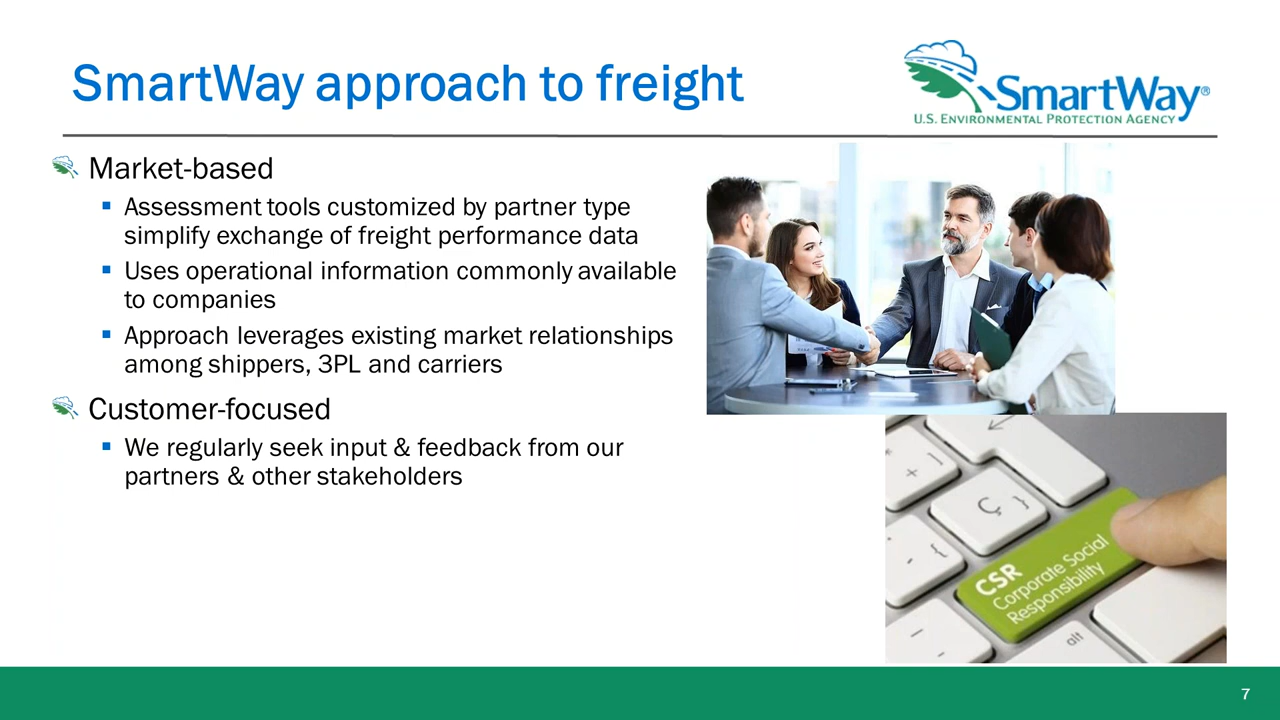 SmartWay approach to freight
SmartWay®
U.S. ENVIRONMENTAL PROTECTION AGENCY
Market-based
Assessment tools customized by partner type
simplify exchange of freight performance data
Uses operational information commonly available
to companies
Approach leverages existing market relationships
among shippers, 3PL and carriers
Customer-focused
We regularly seek input & feedback from our
partners & other stakeholders
+
Ç
CSR
Corporate Social
Responsibility
alt
7